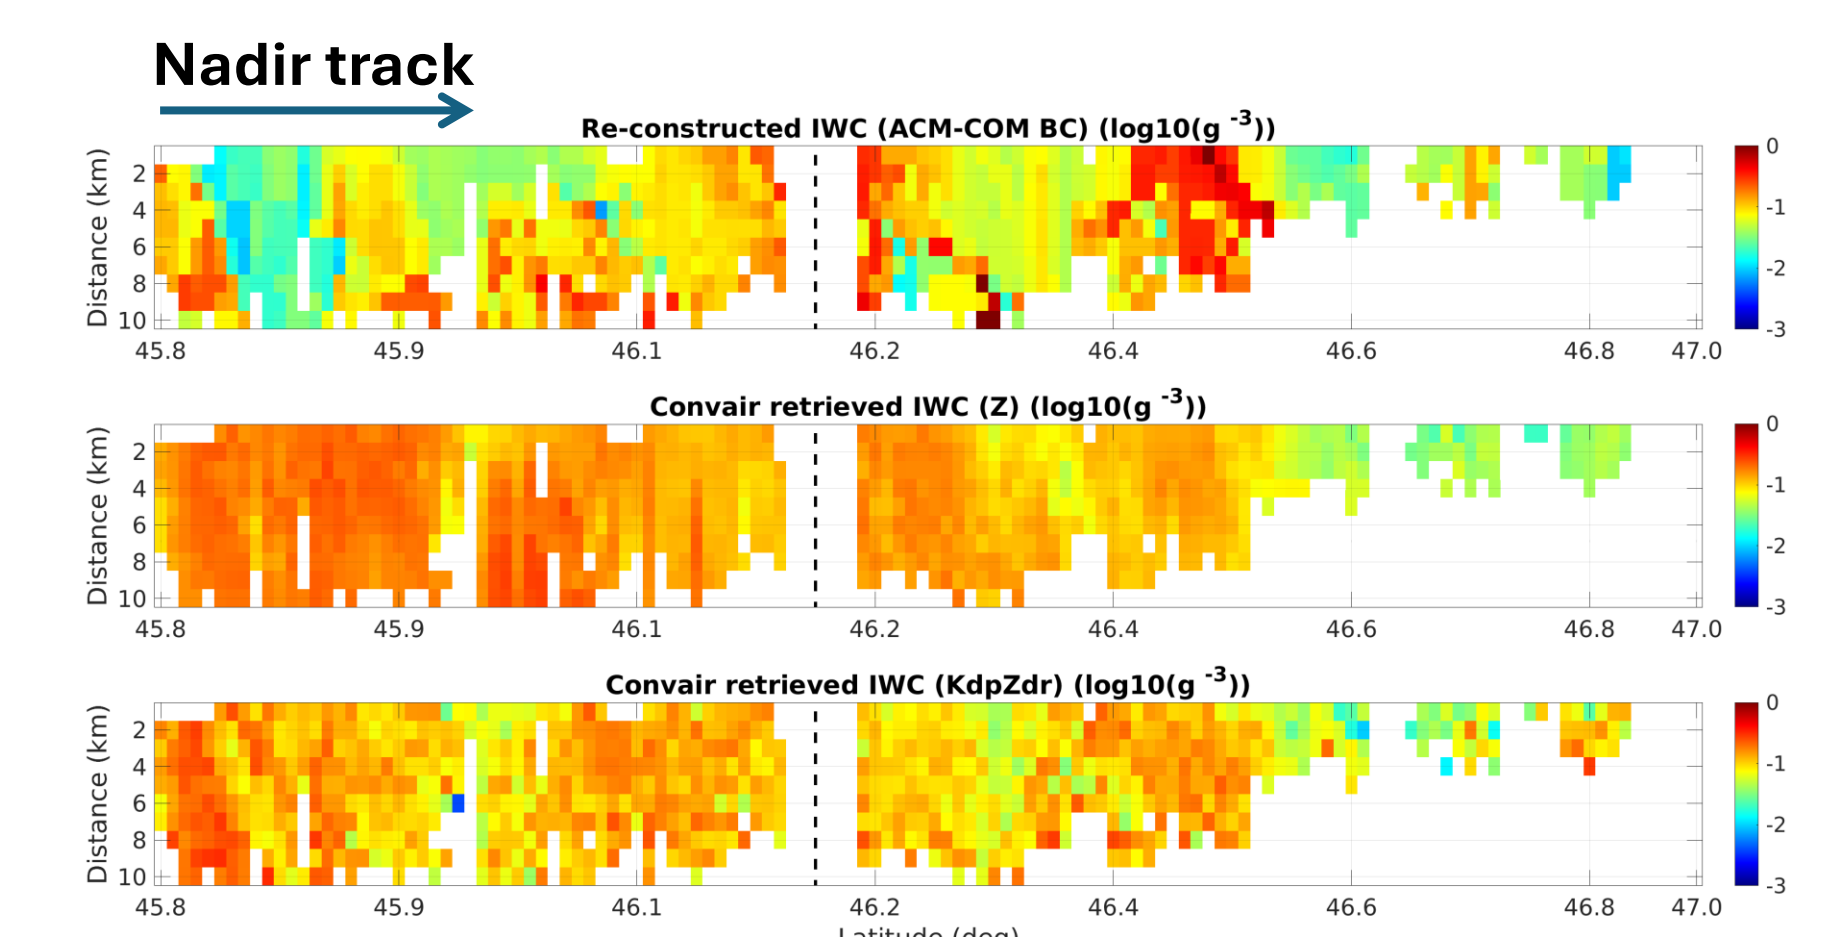 Nadir track
Re-constructed IWC (ACM-COM BC) (log10(g -3))
Distance (km)
2
4
6
8
10
45.8 45.9 46.1 46.2 46.4 46.6 46.8 47.0
0
-1
-2
-3
Convair retrieved IWC (Z) (log10(g -3))
Distance (km)
2
4
6
8
10
45.8 45.9 46.1 46.2 46.4 46.6 46.8 47.0
0
-1
-2
-3
Convair retrieved IWC (KdpZdr) (log10(g -3))
Distance (km)
2
4
6
8
10
45.8 45.9 46.1 46.2 46.4 46.6 46.8 47.0
0
-1
-2
-3
Latitude (deg)